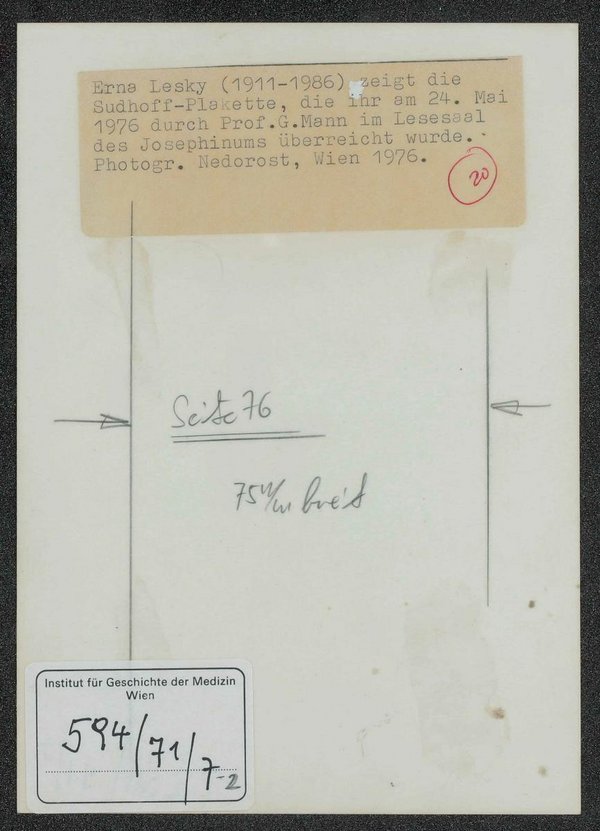 Erna Lesky (1911-1986) zeigt die
Sudhoff-Plakette, die ihr am 24. Mai
1976 durch Prof.G.Mann im Lesesaal
des Josephinums überreicht wurde.
Photogr. Nedorost, Wien 1976.
20
Seite 76
75 m/m breit
Institut für Geschichte der Medizin
Wien
594/71/7-2